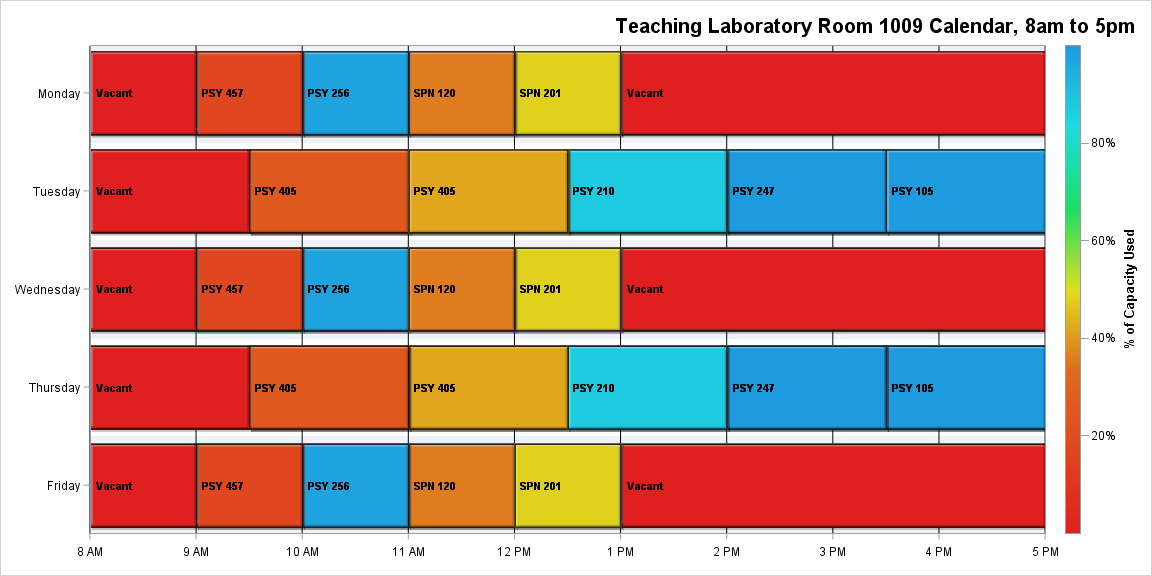 Teaching Laboratory Room 1009 Calendar, 8am to 5pm
Monday
Vacant
PSY 457
PSY 256
SPN 120
SPN 201
Vacant
Tuesday
Vacant
PSY 405
PSY 405
PSY 210
PSY 247
PSY 105
Wednesday
Vacant
PSY 457
PSY 256
SPN 120
SPN 201
Vacant
Thursday
Vacant
PSY 405
PSY 405
PSY 210
PSY 247
PSY 105
Friday
Vacant
PSY 457
PSY 256
SPN 120
SPN 201
Vacant
8 AM
9 AM
10 AM
11 AM
12 PM
1 PM
2 PM
3 PM
4 PM
5 PM
80%
60%
40%
20%
% of Capacity Used